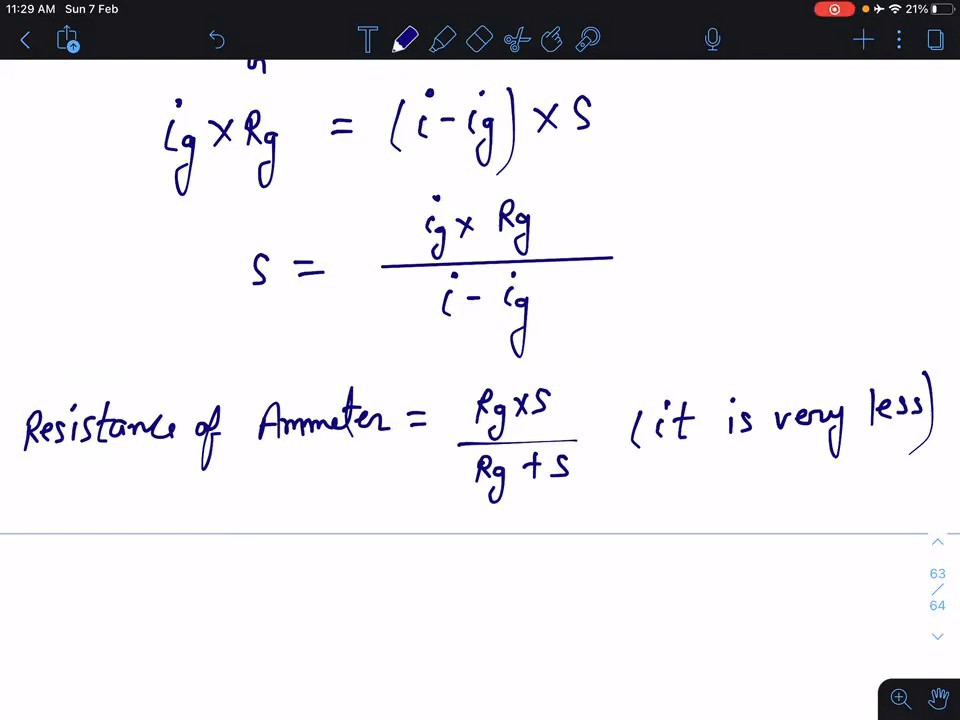 11:29 AM Sun 7 Feb 21%
ig × Rg = (i - ig) × S
ig × Rg
S =
i - ig
Rg × S
Resistance of Ammeter = (it is very less)
Rg + S
63
/
64